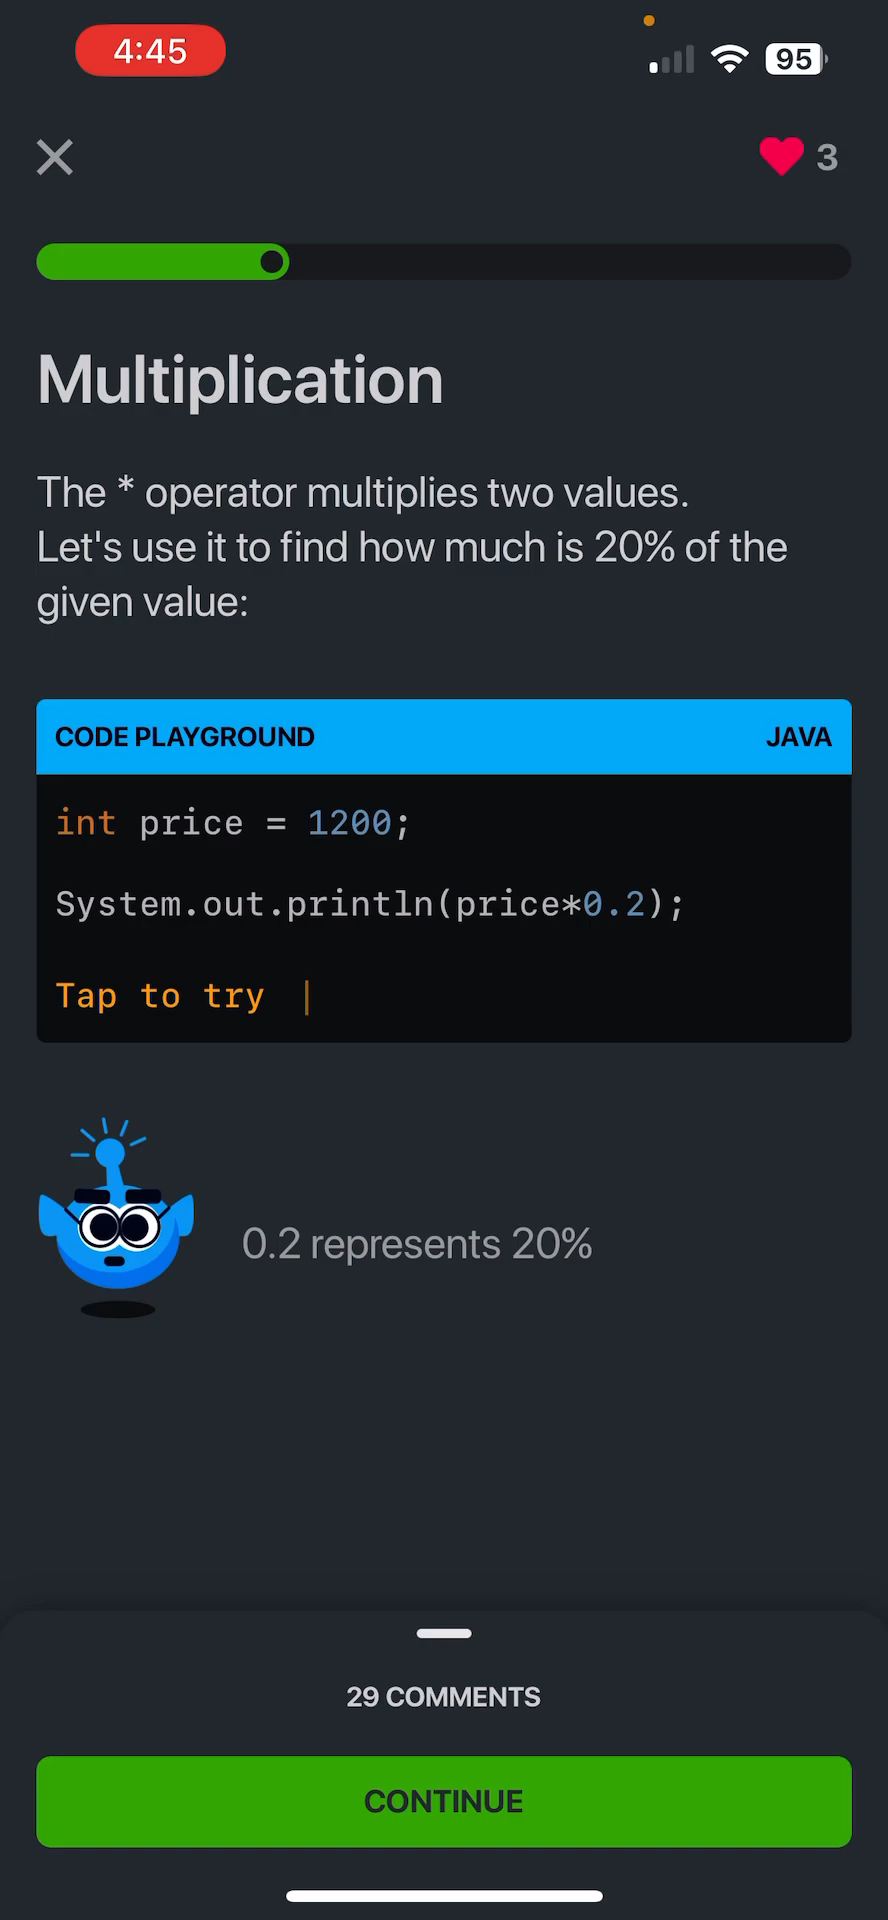 4:45
95
3
Multiplication
The * operator multiplies two values.
Let's use it to find how much is 20% of the
given value:
CODE PLAYGROUND JAVA
int price = 1200;
System.out.println(price*0.2);
Tap to try |
0.2 represents 20%
29 COMMENTS
CONTINUE